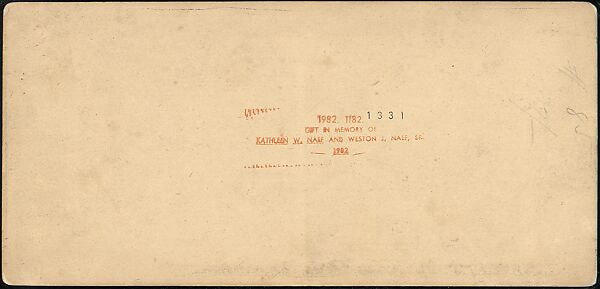 1982. 1182. 1331
GIFT IN MEMORY OF
KATHLEEN W. NAEF AND WESTON J. NAEF, SR.
1982